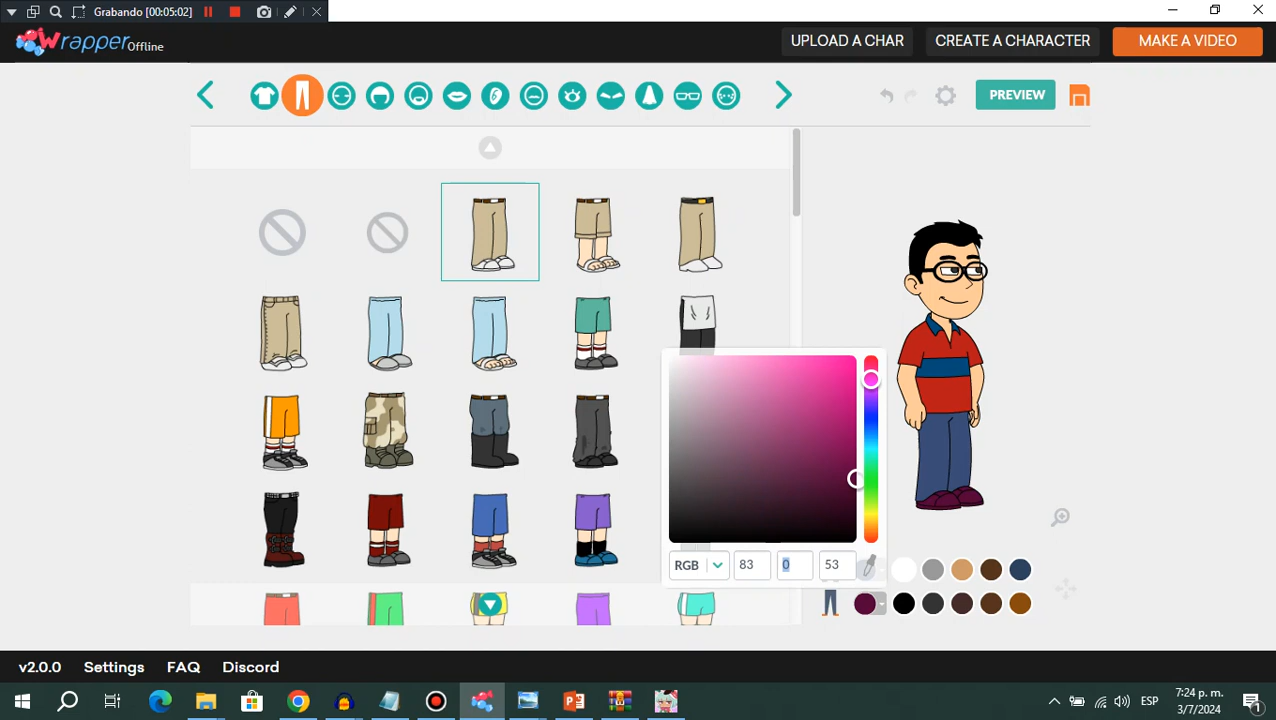 Grabando [00:05:02]
Wrapper Offline
UPLOAD A CHAR
CREATE A CHARACTER
MAKE A VIDEO
PREVIEW
RGB 83 0 53
v2.0.0 Settings FAQ Discord
ESP
7:24 p. m.
3/7/2024
1